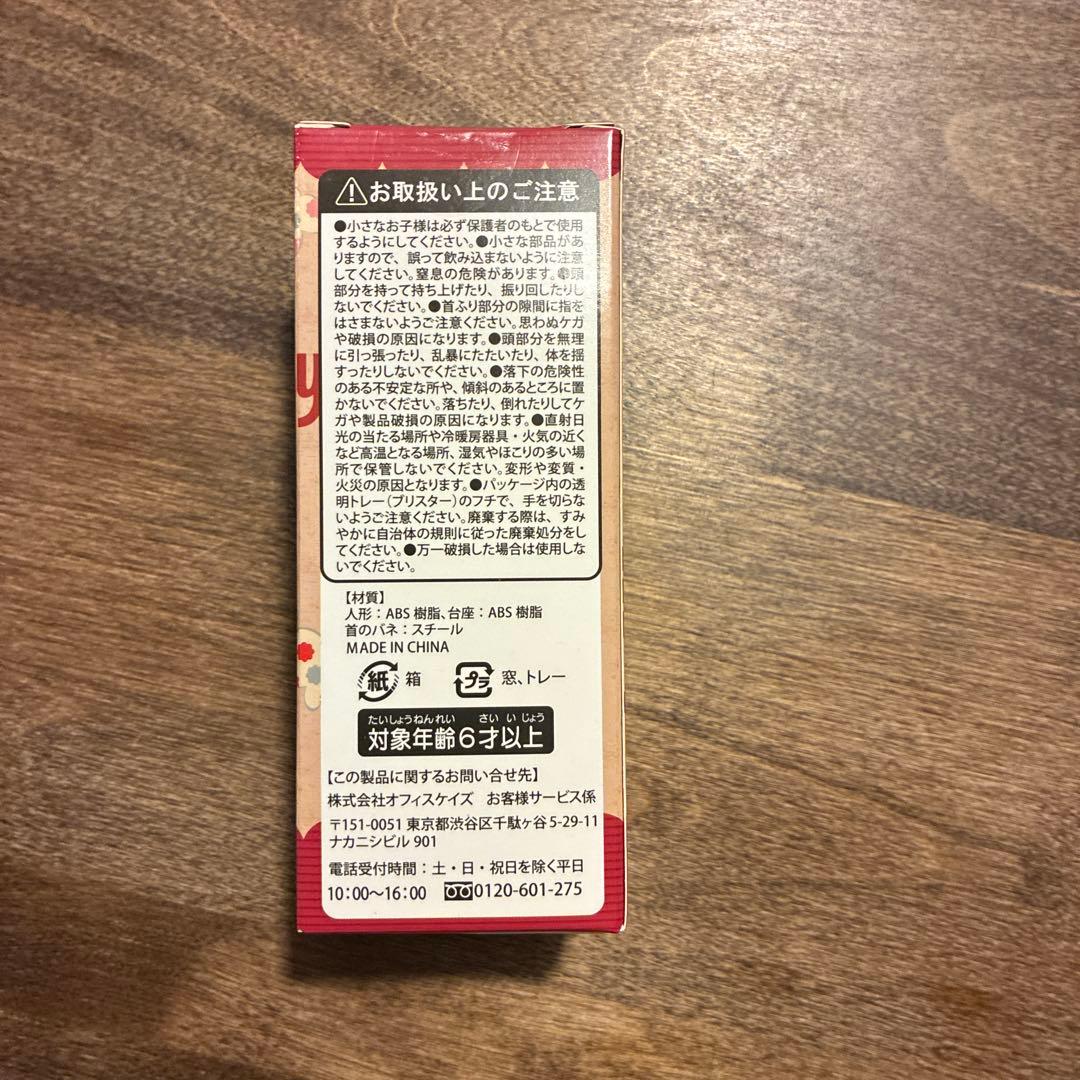 お取扱い上のご注意
●小さなお子様は必ず保護者のもとで使用
するようにしてください。●小さな部品があ
りますので、誤って飲み込まないように注意
してください。窒息の危険があります。●頭
部分を持って持ち上げたり、振り回したりし
ないでください。●首ふり部分の隙間に指を
はさまないようご注意ください。思わぬケガ
や破損の原因になります。●頭部分を無理
に引っ張ったり、乱暴にたたいたり、体を揺
すったりしないでください。●落下の危険性
のある不安定な所や、傾斜のあるところに置
かないでください。落ちたり、倒れたりしてケ
ガや製品破損の原因になります。●直射日
光の当たる場所や冷暖房器具・火気の近く
など高温となる場所、湿気やほこりの多い場
所で保管しないでください。変形や変質・
火災の原因となります。●パッケージ内の透
明トレー(ブリスター)のフチで、手を切らな
いようご注意ください。廃棄する際は、すみ
やかに自治体の規則に従った廃棄処分をし
てください。●万一破損した場合は使用しな
いでください。
y
【材質】
人形：ABS 樹脂、台座：ABS 樹脂
首のバネ：スチール
MADE IN CHINA
紙 箱 プラ 窓、トレー
たいしょうねんれい さい いじょう
対象年齢6才以上
【この製品に関するお問い合せ先】
株式会社オフィスケイズ お客様サービス係
〒151-0051 東京都渋谷区千駄ヶ谷 5-29-11
ナカニシビル 901
電話受付時間：土・日・祝日を除く平日
10：00〜16：00 0120-601-275